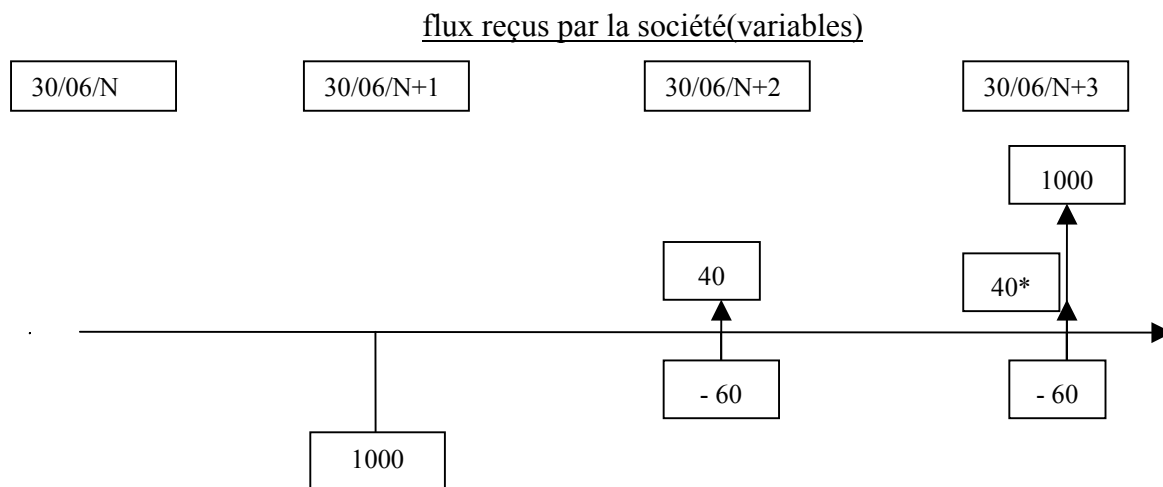 flux reçus par la société(variables)
30/06/N 30/06/N+1 30/06/N+2 30/06/N+3
1000
40 40*
- 60 - 60
1000